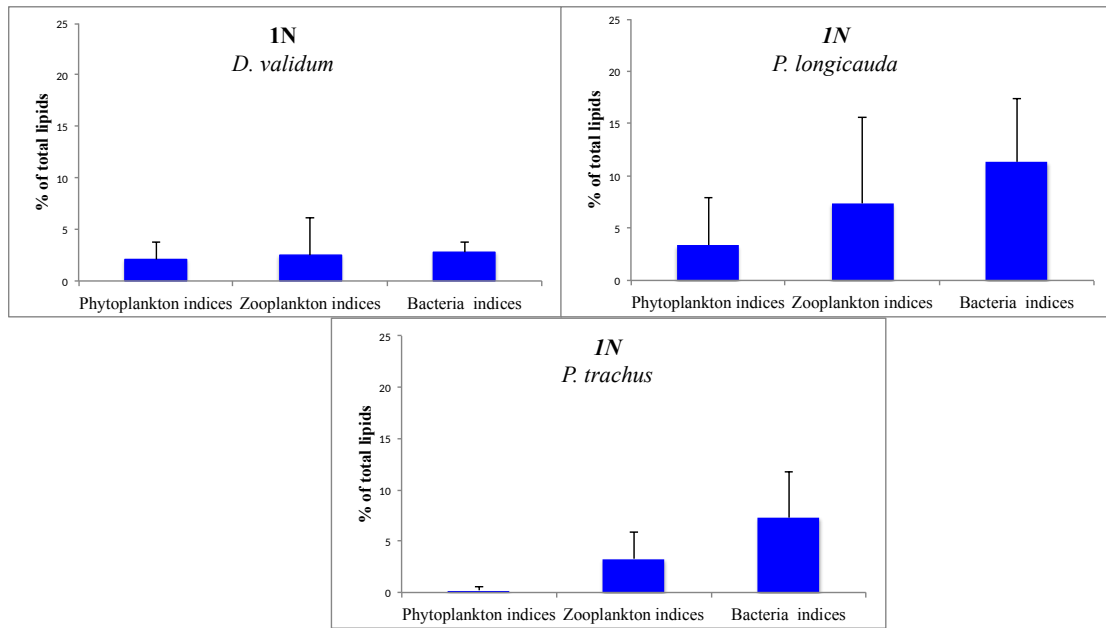 1N
D. validum
% of total lipids
25
20
15
10
5
0
Phytoplankton indices Zooplankton indices Bacteria indices
1N
P. longicauda
% of total lipids
25
20
15
10
5
0
Phytoplankton indices Zooplankton indices Bacteria indices
1N
P. trachus
% of total lipids
25
20
15
10
5
0
Phytoplankton indices Zooplankton indices Bacteria indices